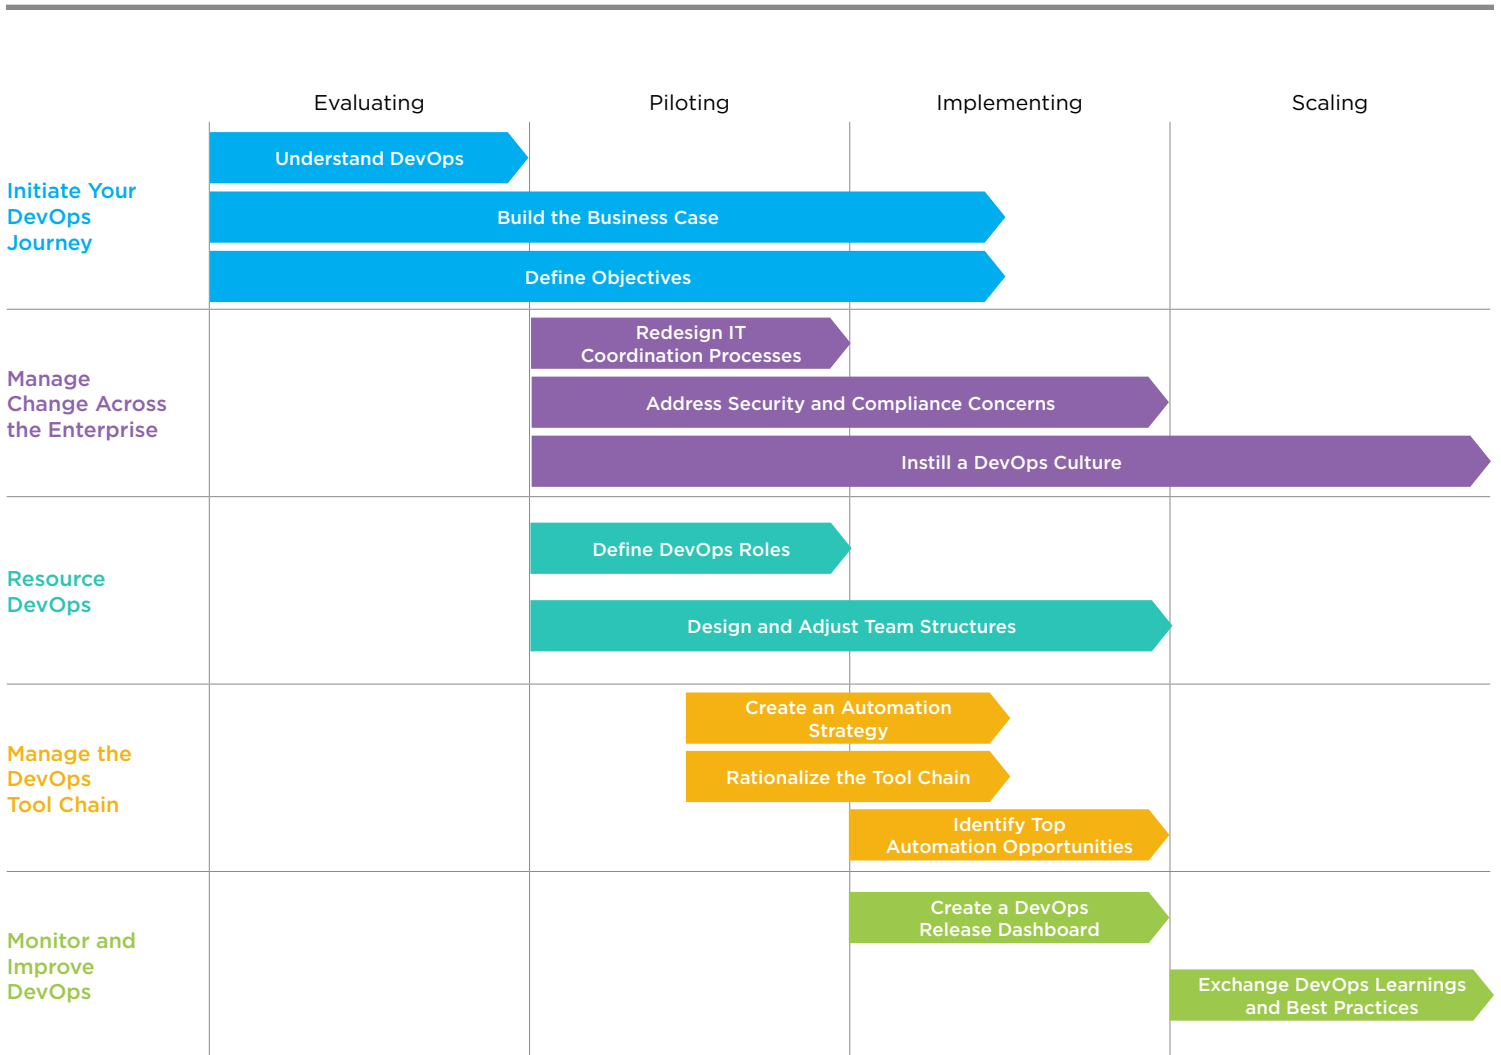 Evaluating
Piloting
Implementing
Scaling
Initiate Your
DevOps
Journey
Understand DevOps
Build the Business Case
Define Objectives
Manage
Change Across
the Enterprise
Redesign IT
Coordination Processes
Address Security and Compliance Concerns
Instill a DevOps Culture
Resource
DevOps
Define DevOps Roles
Design and Adjust Team Structures
Manage the
DevOps
Tool Chain
Create an Automation
Strategy
Rationalize the Tool Chain
Identify Top
Automation Opportunities
Monitor and
Improve
DevOps
Create a DevOps
Release Dashboard
Exchange DevOps Learnings
and Best Practices